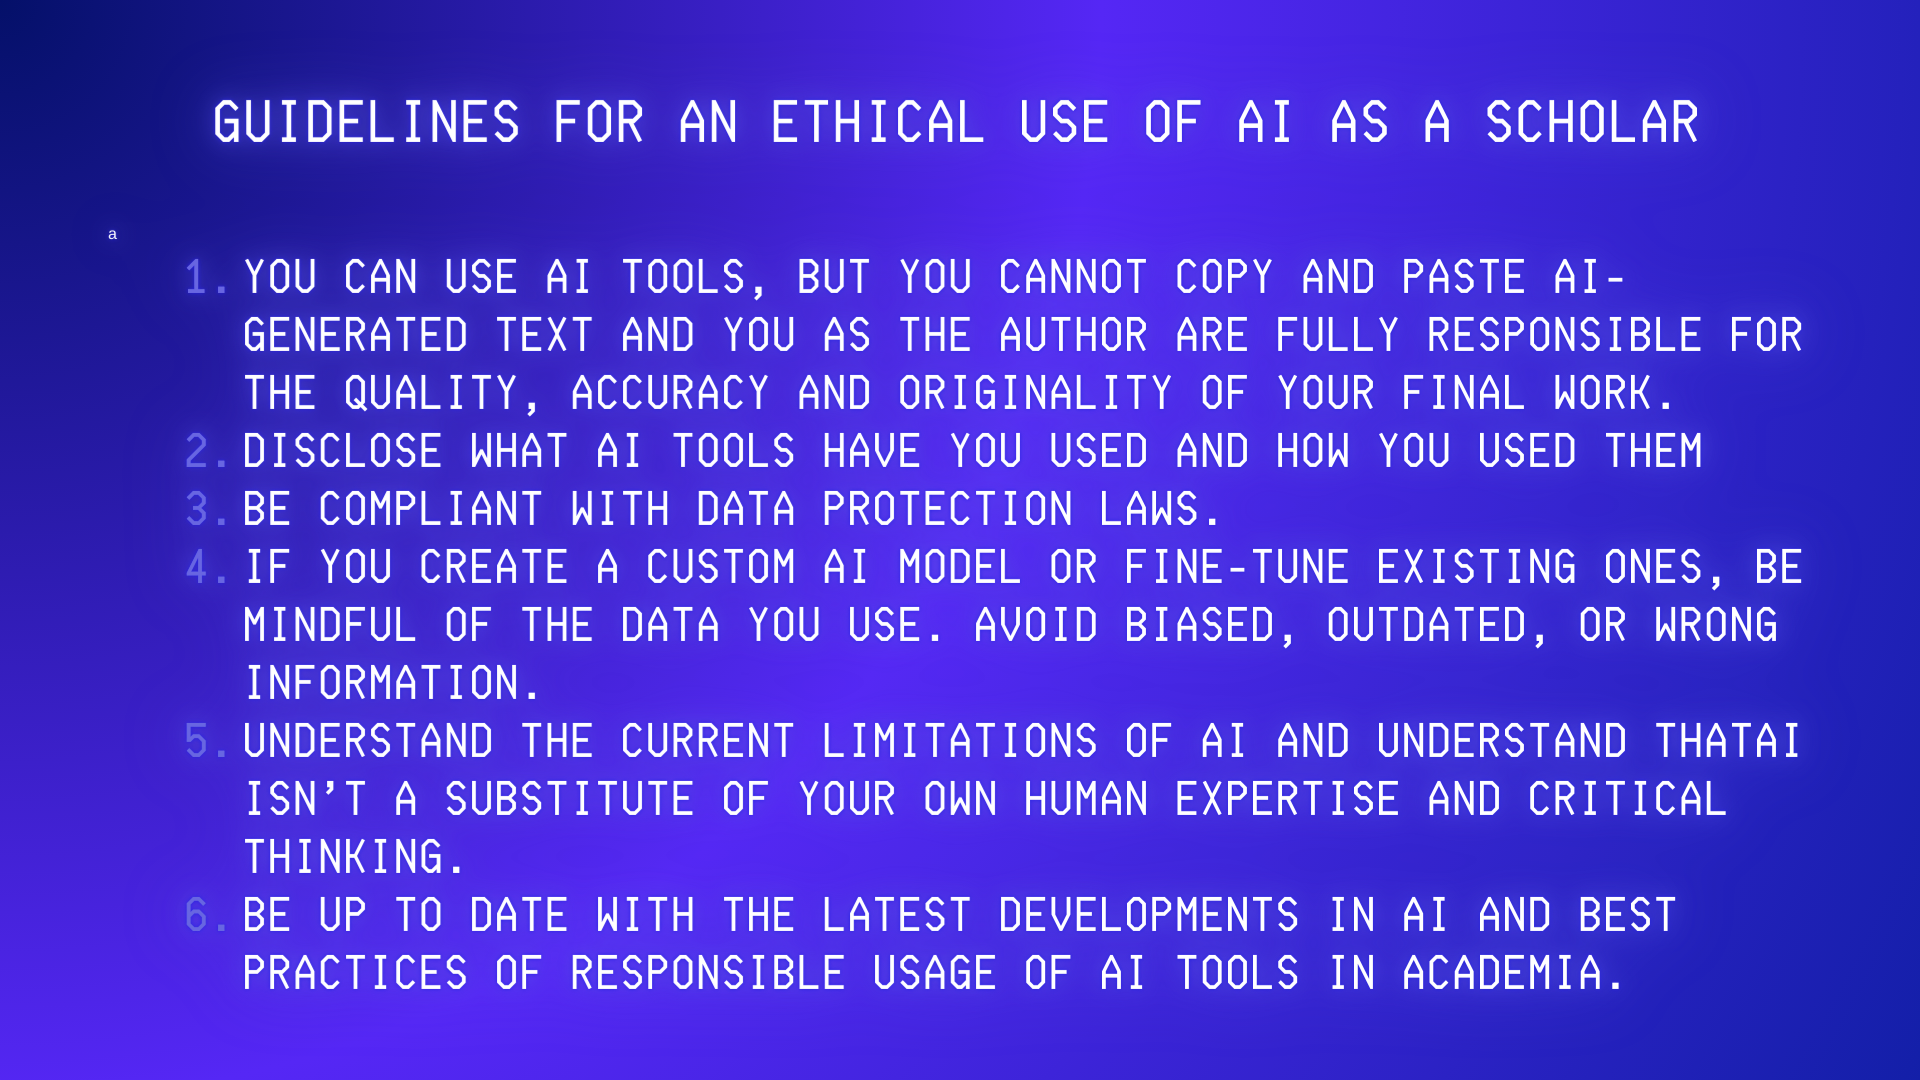 GUIDELINES FOR AN ETHICAL USE OF AI AS A SCHOLAR
a
1. YOU CAN USE AI TOOLS, BUT YOU CANNOT COPY AND PASTE AI-
GENERATED TEXT AND YOU AS THE AUTHOR ARE FULLY RESPONSIBLE FOR
THE QUALITY, ACCURACY AND ORIGINALITY OF YOUR FINAL WORK.
2. DISCLOSE WHAT AI TOOLS HAVE YOU USED AND HOW YOU USED THEM
3. BE COMPLIANT WITH DATA PROTECTION LAWS.
4. IF YOU CREATE A CUSTOM AI MODEL OR FINE-TUNE EXISTING ONES, BE
MINDFUL OF THE DATA YOU USE. AVOID BIASED, OUTDATED, OR WRONG
INFORMATION.
5. UNDERSTAND THE CURRENT LIMITATIONS OF AI AND UNDERSTAND THATAI
ISN’T A SUBSTITUTE OF YOUR OWN HUMAN EXPERTISE AND CRITICAL
THINKING.
6. BE UP TO DATE WITH THE LATEST DEVELOPMENTS IN AI AND BEST
PRACTICES OF RESPONSIBLE USAGE OF AI TOOLS IN ACADEMIA.